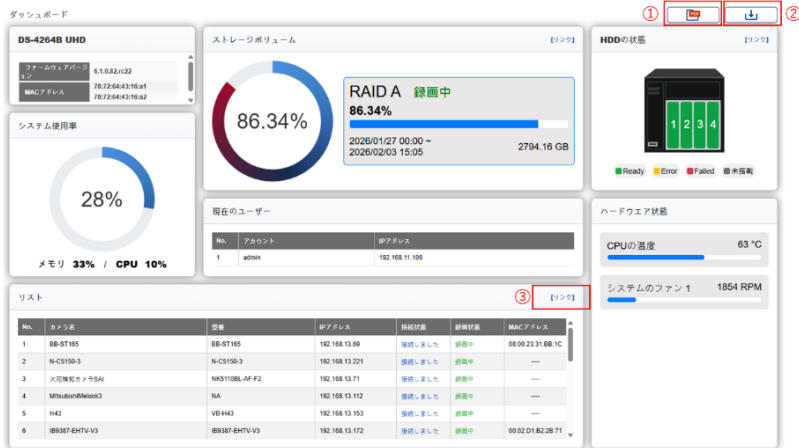 ダッシュボード
① PDF ②
DS-4264B UHD
ファームウェアバージョン 6.1.0.82.rc22
MACアドレス 78:72:64:43:16:a1
78:72:64:43:16:a2
システム使用率
28%
メモリ 33% / CPU 10%
ストレージボリューム [リンク]
86.34%
RAID A 録画中
86.34%
2026/01/27 00:00 ~
2026/02/03 15:05 2794.16 GB
現在のユーザー
No. アカウント IPアドレス
1 admin 192.168.11.106
HDDの状態 [リンク]
1 2 3 4
Ready Error Failed 未搭載
ハードウエア状態
CPUの温度 63 °C
システムのファン 1 1854 RPM
リスト ③ [リンク]
No. カメラ名 型番 IPアドレス 接続状態 録画状態 MACアドレス
1 BB-ST165 BB-ST165 192.168.13.69 接続しました 録画中 08:00:23:31:BB:1C
2 N-C5150-3 N-C5150-3 192.168.13.221 接続しました 録画中 ----
3 火花検知カメラSAI NK5110BL-AF-F2 192.168.13.71 接続しました 録画中 ----
4 MitsubishiMelook3 NA 192.168.13.112 接続しました 録画中 ----
5 H43 VB-H43 192.168.13.153 接続しました 録画中 ----
6 IB9387-EHTV-V3 IB9387-EHTV-V3 192.168.13.172 接続しました 録画中 00:02:D1:B2:2B:71